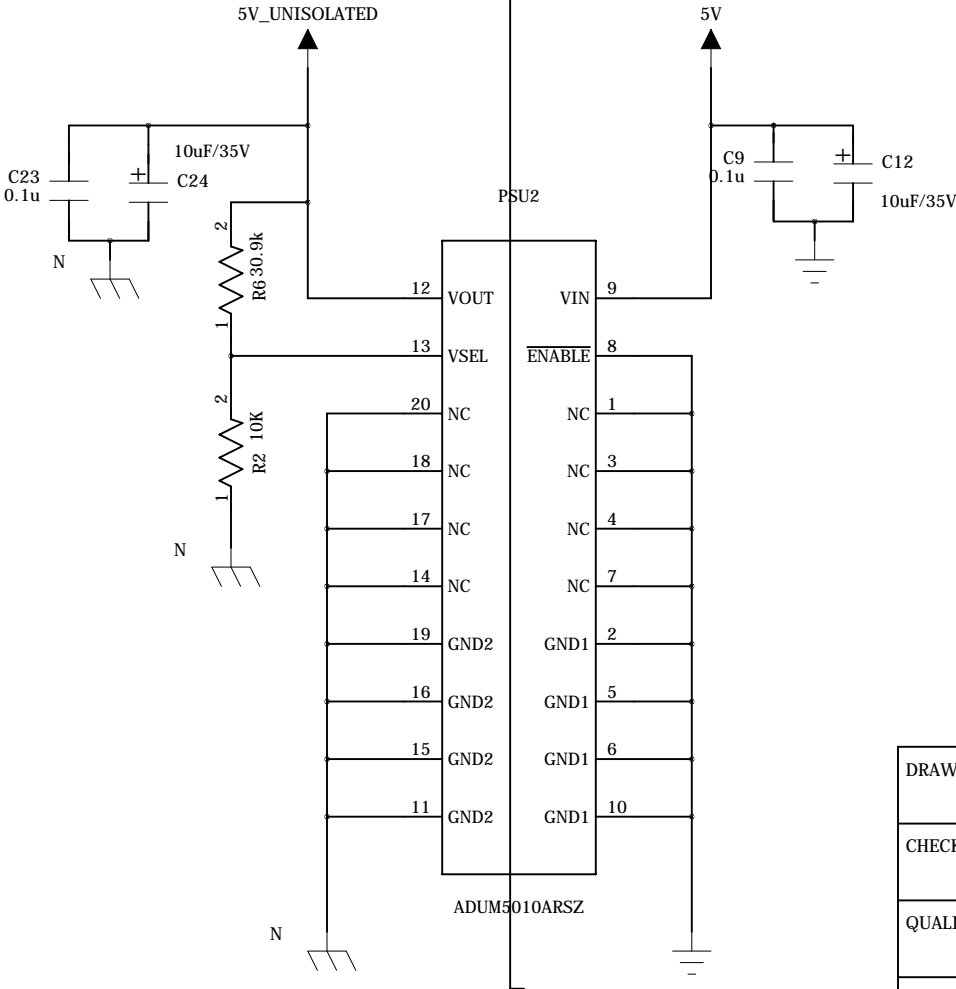 5V_UNISOLATED
5V
10uF/35V
C23
0.1u
C24
C9
0.1u
C12
10uF/35V
PSU2
N
2
R6 30.9k
1
12 VOUT
VIN 9
13 VSEL
ENABLE 8
20 NC
NC 1
2
R2 10K
1
18 NC
NC 3
17 NC
NC 4
N
14 NC
NC 7
19 GND2
GND1 2
16 GND2
GND1 5
15 GND2
GND1 6
11 GND2
GND1 10
ADUM5010ARSZ
N
DRAW
CHECK